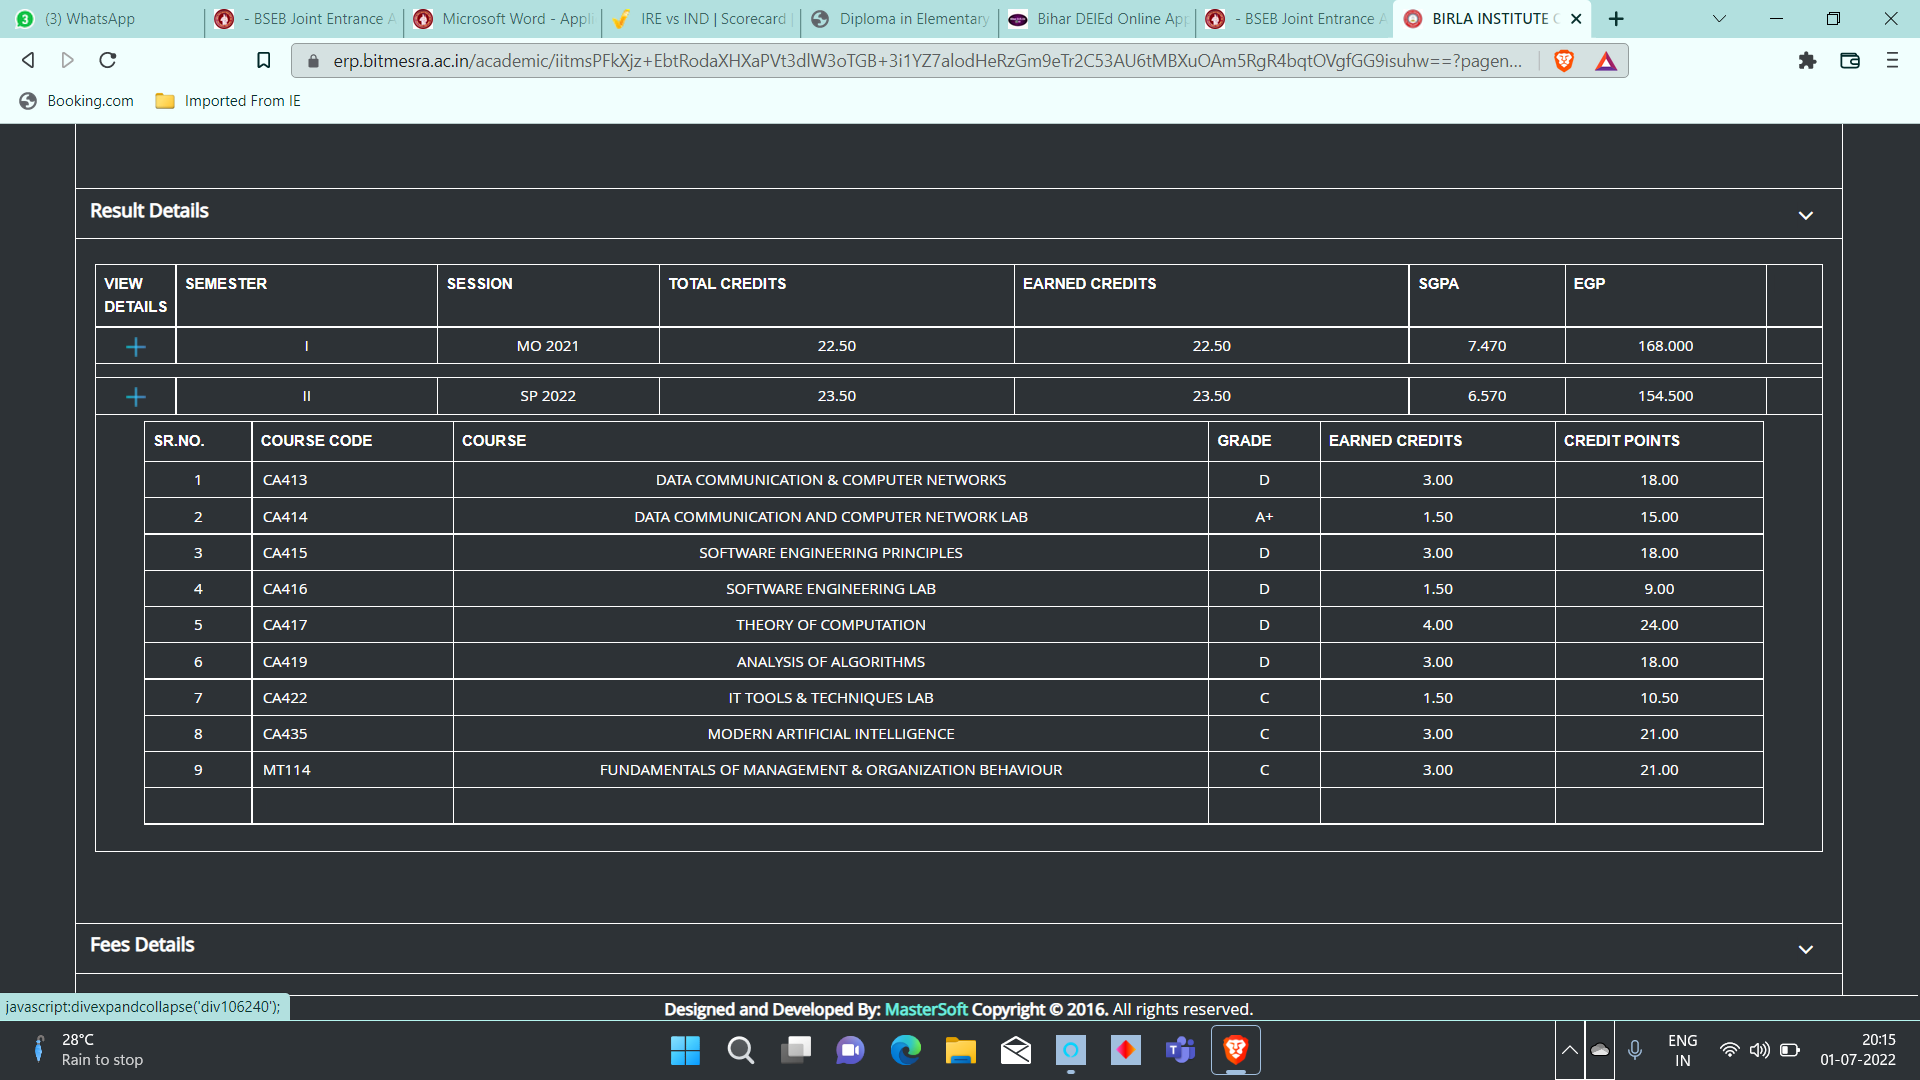 3 (3) WhatsApp
- BSEB Joint Entrance A
Microsoft Word - Appli
IRE vs IND | Scorecard |
Diploma in Elementary
Bihar DElEd Online App
- BSEB Joint Entrance A
BIRLA INSTITUTE O
erp.bitmesra.ac.in/academic/iitmsPFkXjz+EbtRodaXHXaPVt3dlW3oTGB+3i1YZ7alodHeRzGm9eTr2C53AU6tMBXuOAm5RgR4bqtOVgfGG9isuhw==?pagen...
Booking.com Imported From IE
Result Details
VIEW DETAILS SEMESTER SESSION TOTAL CREDITS EARNED CREDITS SGPA EGP
I MO 2021 22.50 22.50 7.470 168.000
II SP 2022 23.50 23.50 6.570 154.500
SR.NO. COURSE CODE COURSE GRADE EARNED CREDITS CREDIT POINTS
1 CA413 DATA COMMUNICATION & COMPUTER NETWORKS D 3.00 18.00
2 CA414 DATA COMMUNICATION AND COMPUTER NETWORK LAB A+ 1.50 15.00
3 CA415 SOFTWARE ENGINEERING PRINCIPLES D 3.00 18.00
4 CA416 SOFTWARE ENGINEERING LAB D 1.50 9.00
5 CA417 THEORY OF COMPUTATION D 4.00 24.00
6 CA419 ANALYSIS OF ALGORITHMS D 3.00 18.00
7 CA422 IT TOOLS & TECHNIQUES LAB C 1.50 10.50
8 CA435 MODERN ARTIFICIAL INTELLIGENCE C 3.00 21.00
9 MT114 FUNDAMENTALS OF MANAGEMENT & ORGANIZATION BEHAVIOUR C 3.00 21.00
Fees Details
javascript:divexpandcollapse('div106240');
Designed and Developed By: MasterSoft Copyright © 2016. All rights reserved.
28°C
Rain to stop
ENG
IN
20:15
01-07-2022